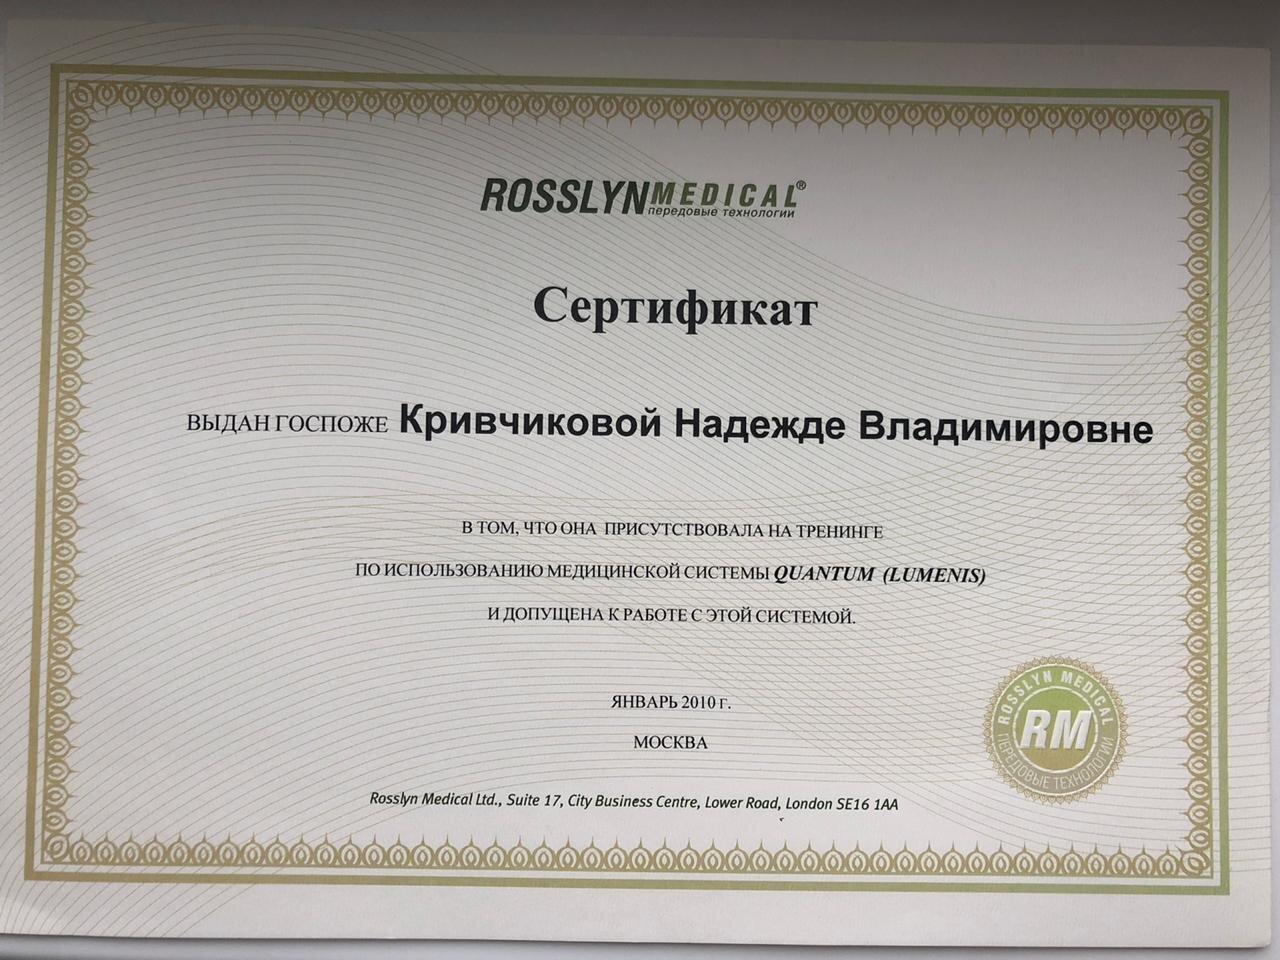 ROSSLYNMEDICAL®
передовые технологии
Сертификат
ВЫДАН ГОСПОЖЕ Кривчиковой Надежде Владимировне
В ТОМ, ЧТО ОНА ПРИСУТСТВОВАЛА НА ТРЕНИНГЕ
ПО ИСПОЛЬЗОВАНИЮ МЕДИЦИНСКОЙ СИСТЕМЫ QUANTUM (LUMENIS)
И ДОПУЩЕНА К РАБОТЕ С ЭТОЙ СИСТЕМОЙ.
ЯНВАРЬ 2010 г.
МОСКВА
ROSSLYN MEDICAL
RM
ПЕРЕДОВЫЕ ТЕХНОЛОГИИ
Rosslyn Medical Ltd., Suite 17, City Business Centre, Lower Road, London SE16 1AA